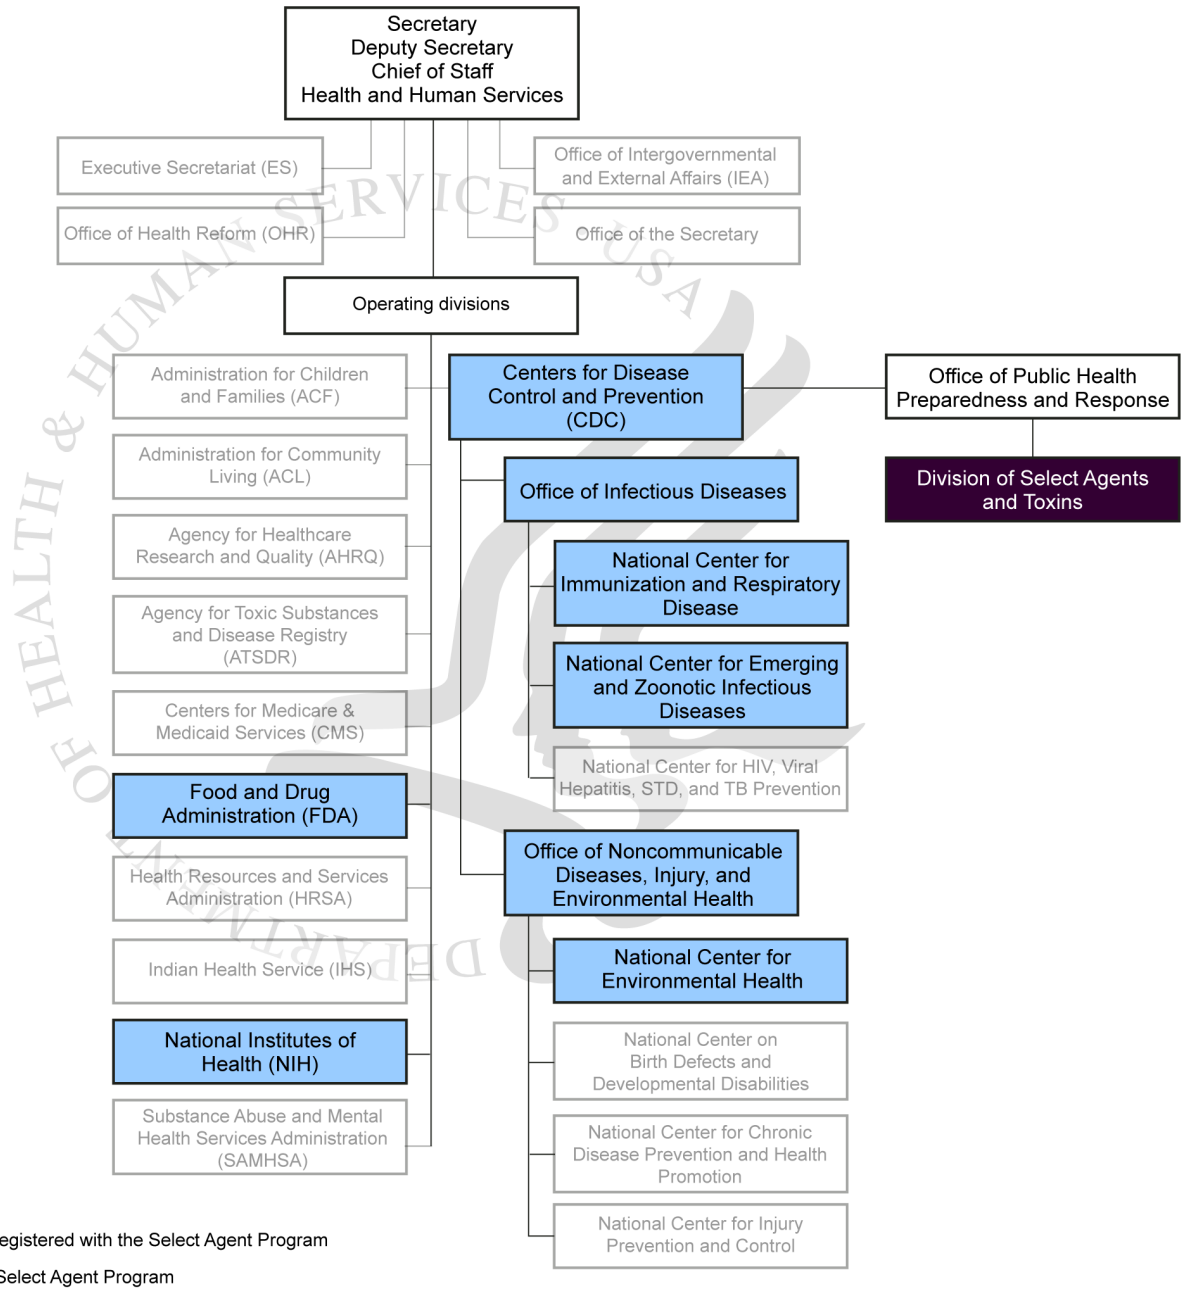 Secretary
Deputy Secretary
Chief of Staff
Health and Human Services
Executive Secretariat (ES)
Office of Intergovernmental
and External Affairs (IEA)
Office of Health Reform (OHR)
Office of the Secretary
DEPARTMENT OF HEALTH & HUMAN SERVICES · USA
Operating divisions
Administration for Children
and Families (ACF)
Administration for Community
Living (ACL)
Agency for Healthcare
Research and Quality (AHRQ)
Agency for Toxic Substances
and Disease Registry
(ATSDR)
Centers for Medicare &
Medicaid Services (CMS)
Food and Drug
Administration (FDA)
Health Resources and Services
Administration (HRSA)
Indian Health Service (IHS)
National Institutes of
Health (NIH)
Substance Abuse and Mental
Health Services Administration
(SAMHSA)
Centers for Disease
Control and Prevention
(CDC)
Office of Infectious Diseases
National Center for
Immunization and Respiratory
Disease
National Center for Emerging
and Zoonotic Infectious
Diseases
National Center for HIV, Viral
Hepatitis, STD, and TB Prevention
Office of Noncommunicable
Diseases, Injury, and
Environmental Health
National Center for
Environmental Health
National Center on
Birth Defects and
Developmental Disabilities
National Center for Chronic
Disease Prevention and Health
Promotion
National Center for Injury
Prevention and Control
Office of Public Health
Preparedness and Response
Division of Select Agents
and Toxins
egistered with the Select Agent Program
Select Agent Program